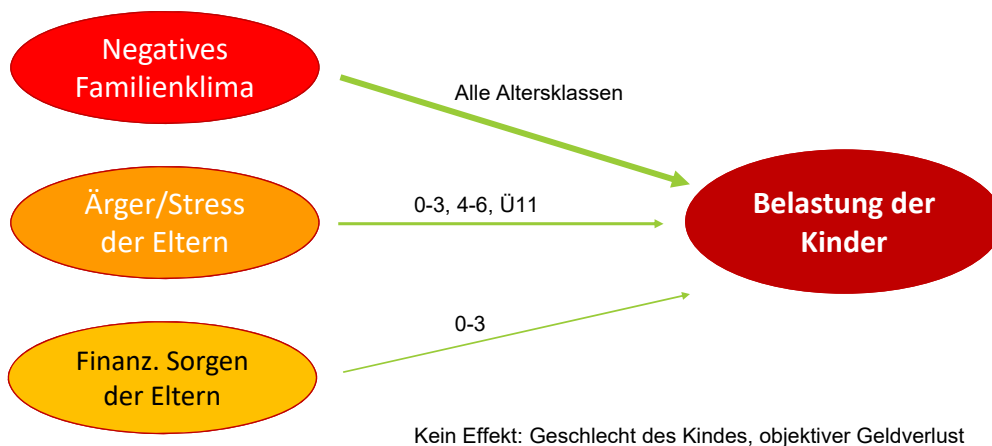 Negatives
Familienklima
Alle Altersklassen
Ärger/Stress
der Eltern
0-3, 4-6, Ü11
Belastung der
Kinder
0-3
Finanz. Sorgen
der Eltern
Kein Effekt: Geschlecht des Kindes, objektiver Geldverlust